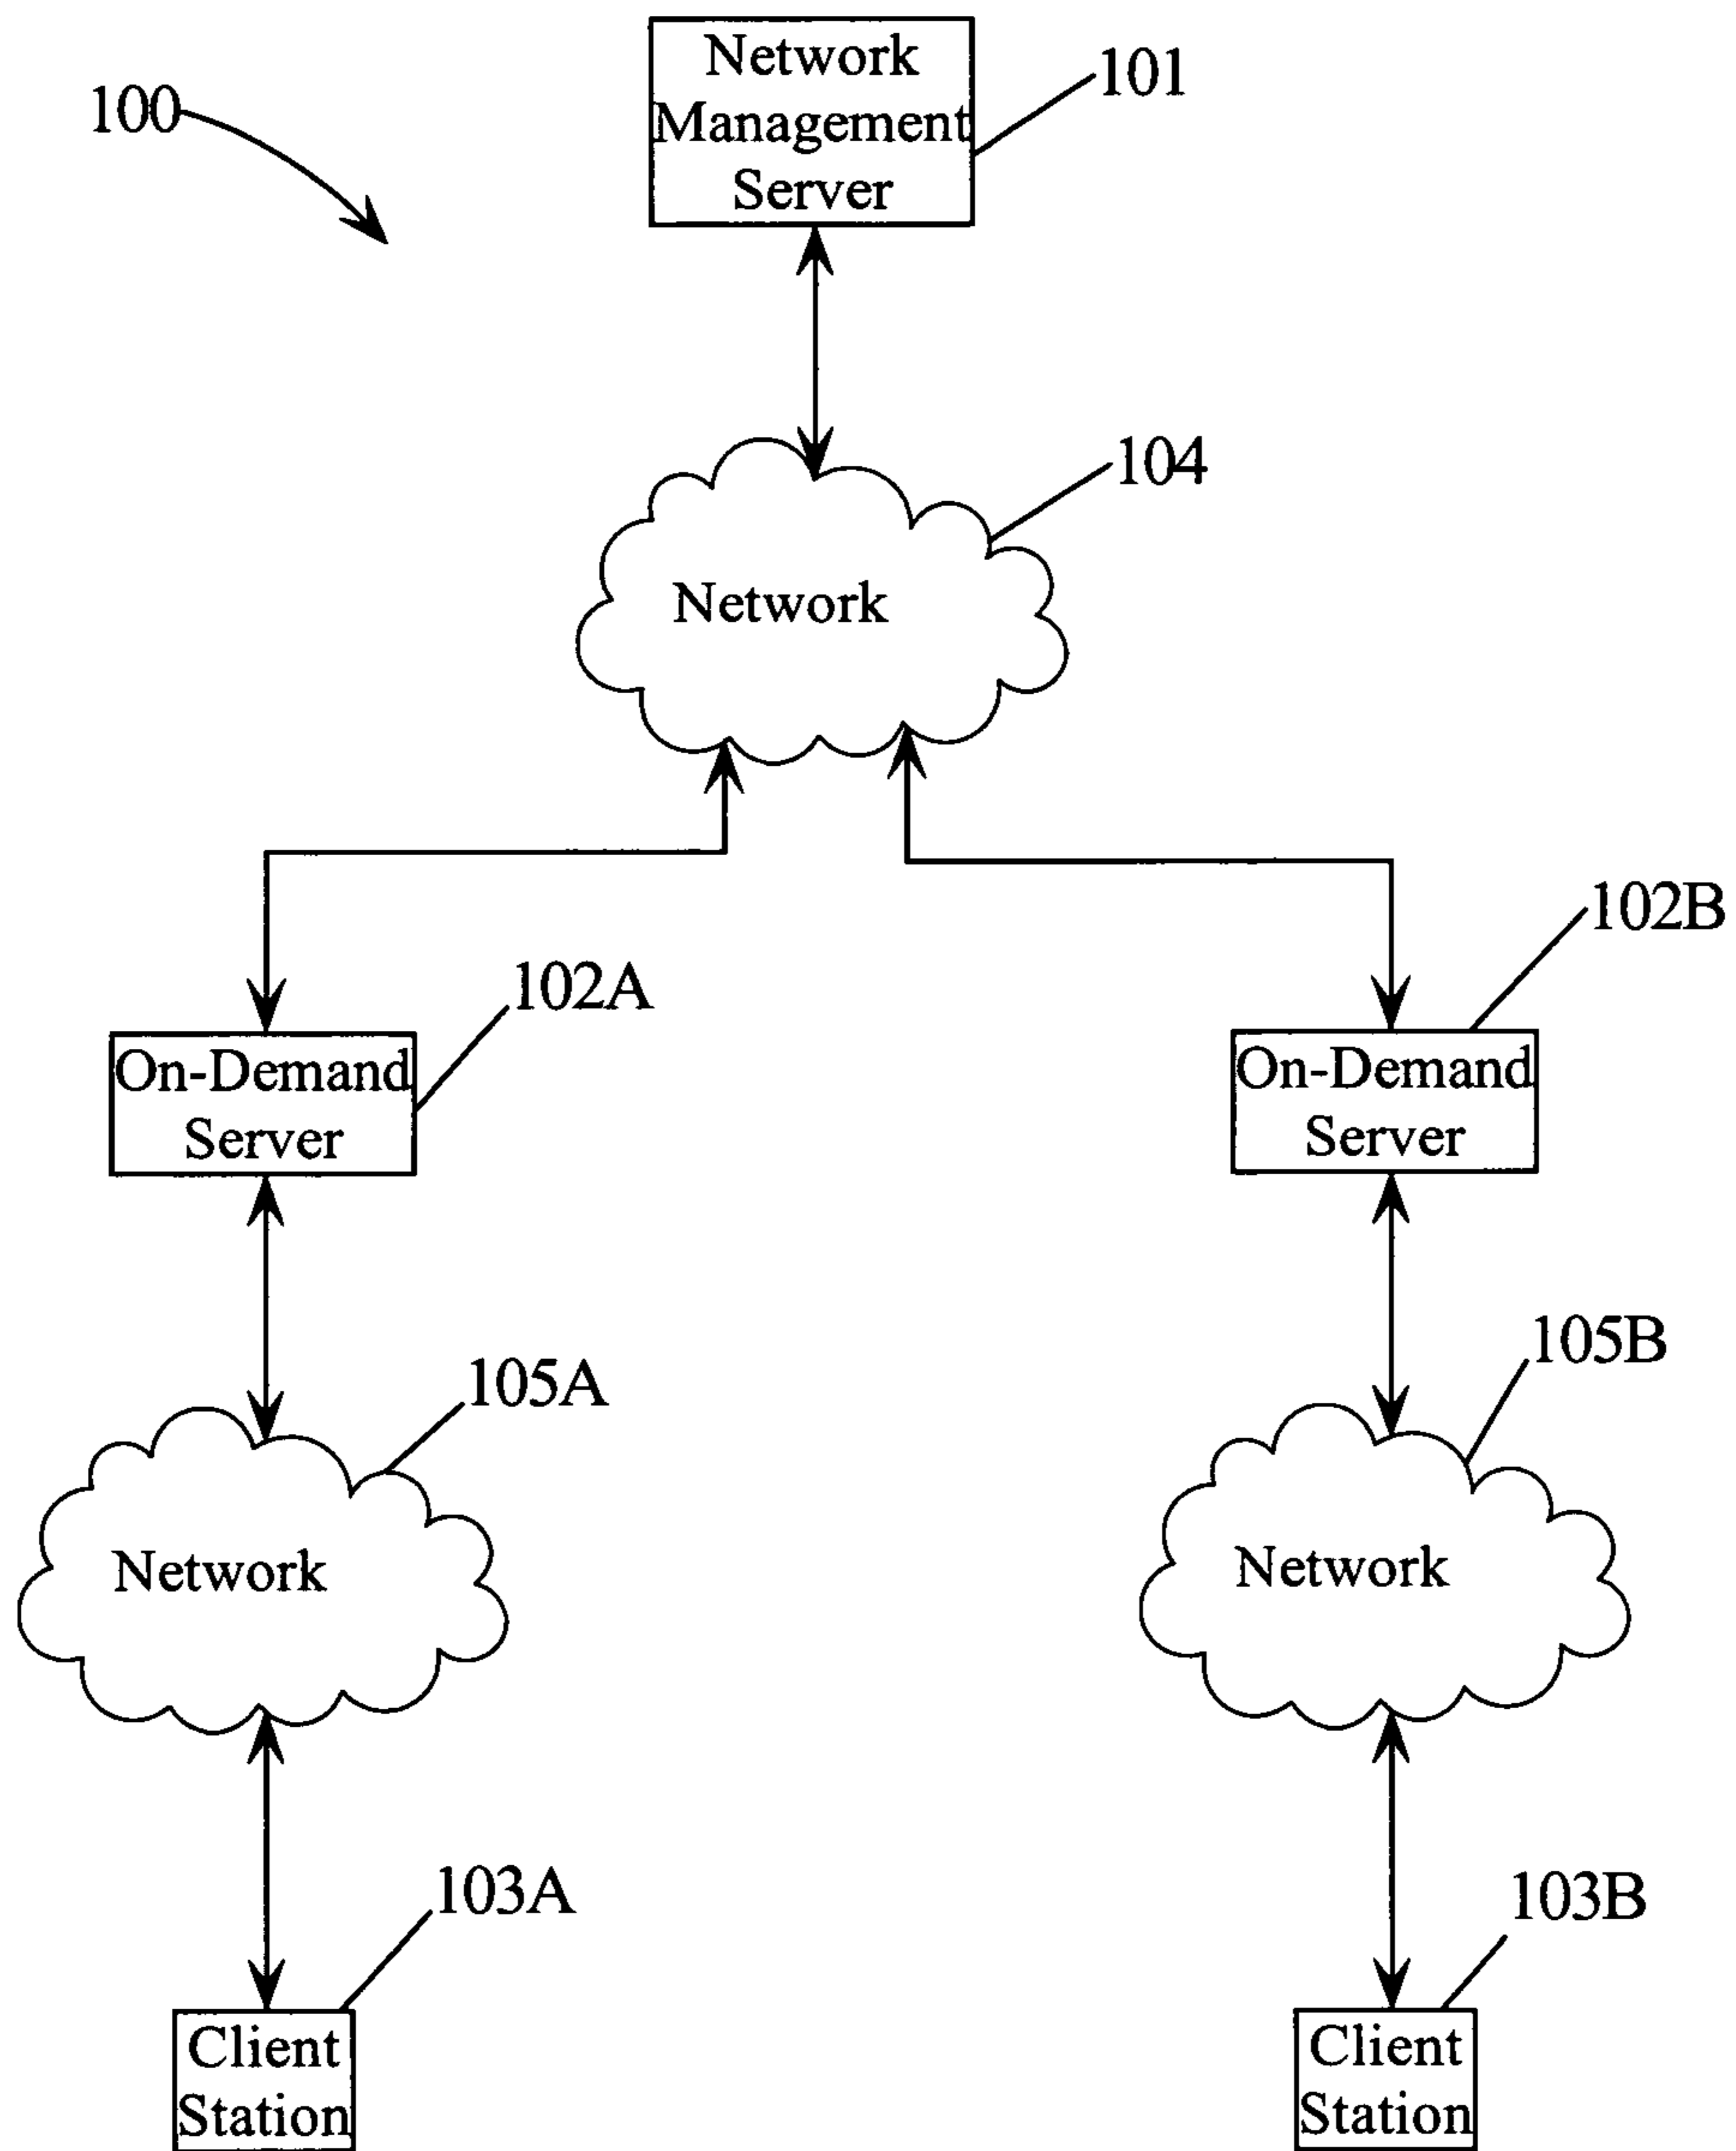 Network
Management
Server
101
100
104
Network
102B
102A
On-Demand
Server
On-Demand
Server
105B
105A
Network
Network
103A
103B
Client
Station
Client
Station